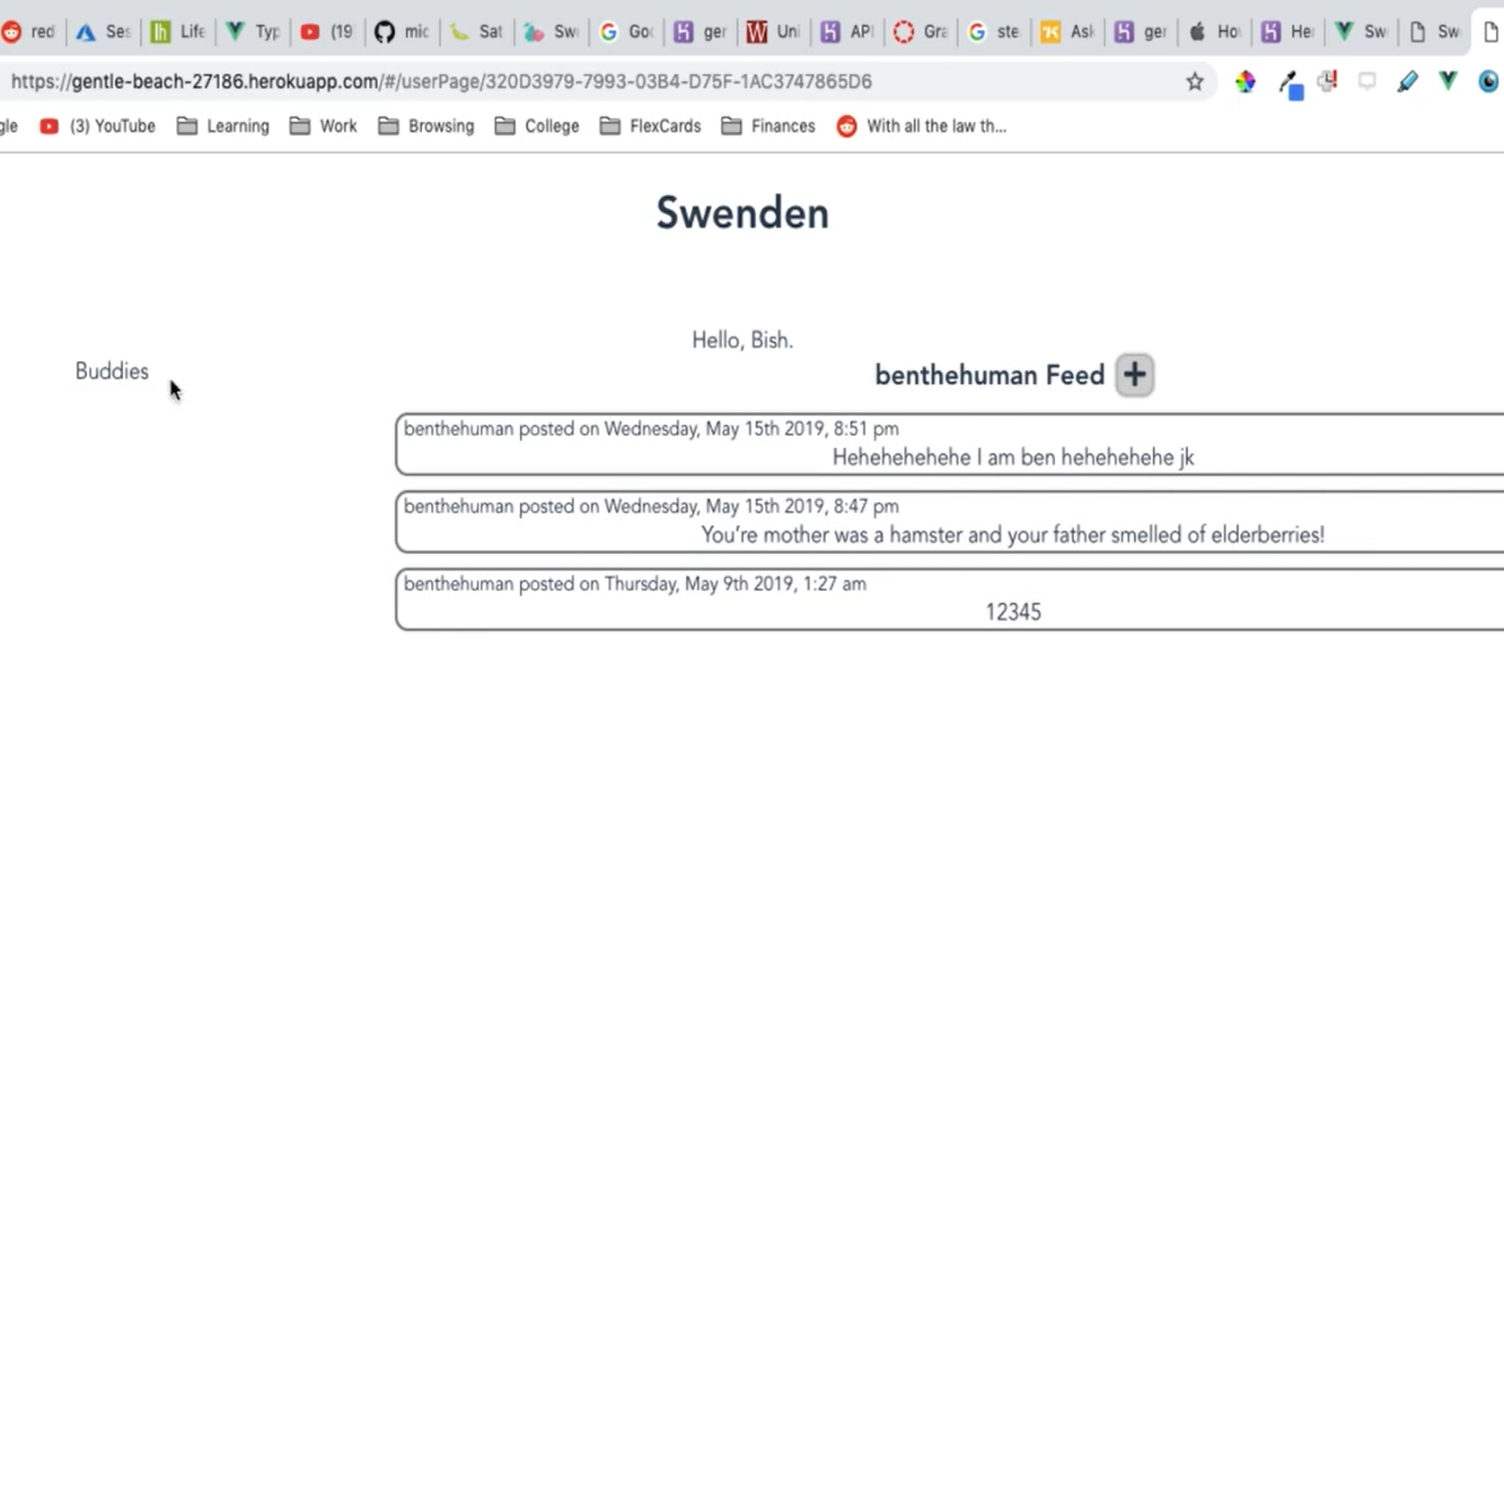 red Ses Life Typ (19 mic Sat Swe Goo ger Uni API Gra ste Ask ger Ho He Sw Sw
https://gentle-beach-27186.herokuapp.com/#/userPage/320D3979-7993-03B4-D75F-1AC3747865D6
gle (3) YouTube Learning Work Browsing College FlexCards Finances With all the law th...
Swenden
Hello, Bish.
Buddies
benthehuman Feed +
benthehuman posted on Wednesday, May 15th 2019, 8:51 pm
Hehehehehehe I am ben hehehehehe jk
benthehuman posted on Wednesday, May 15th 2019, 8:47 pm
You’re mother was a hamster and your father smelled of elderberries!
benthehuman posted on Thursday, May 9th 2019, 1:27 am
12345